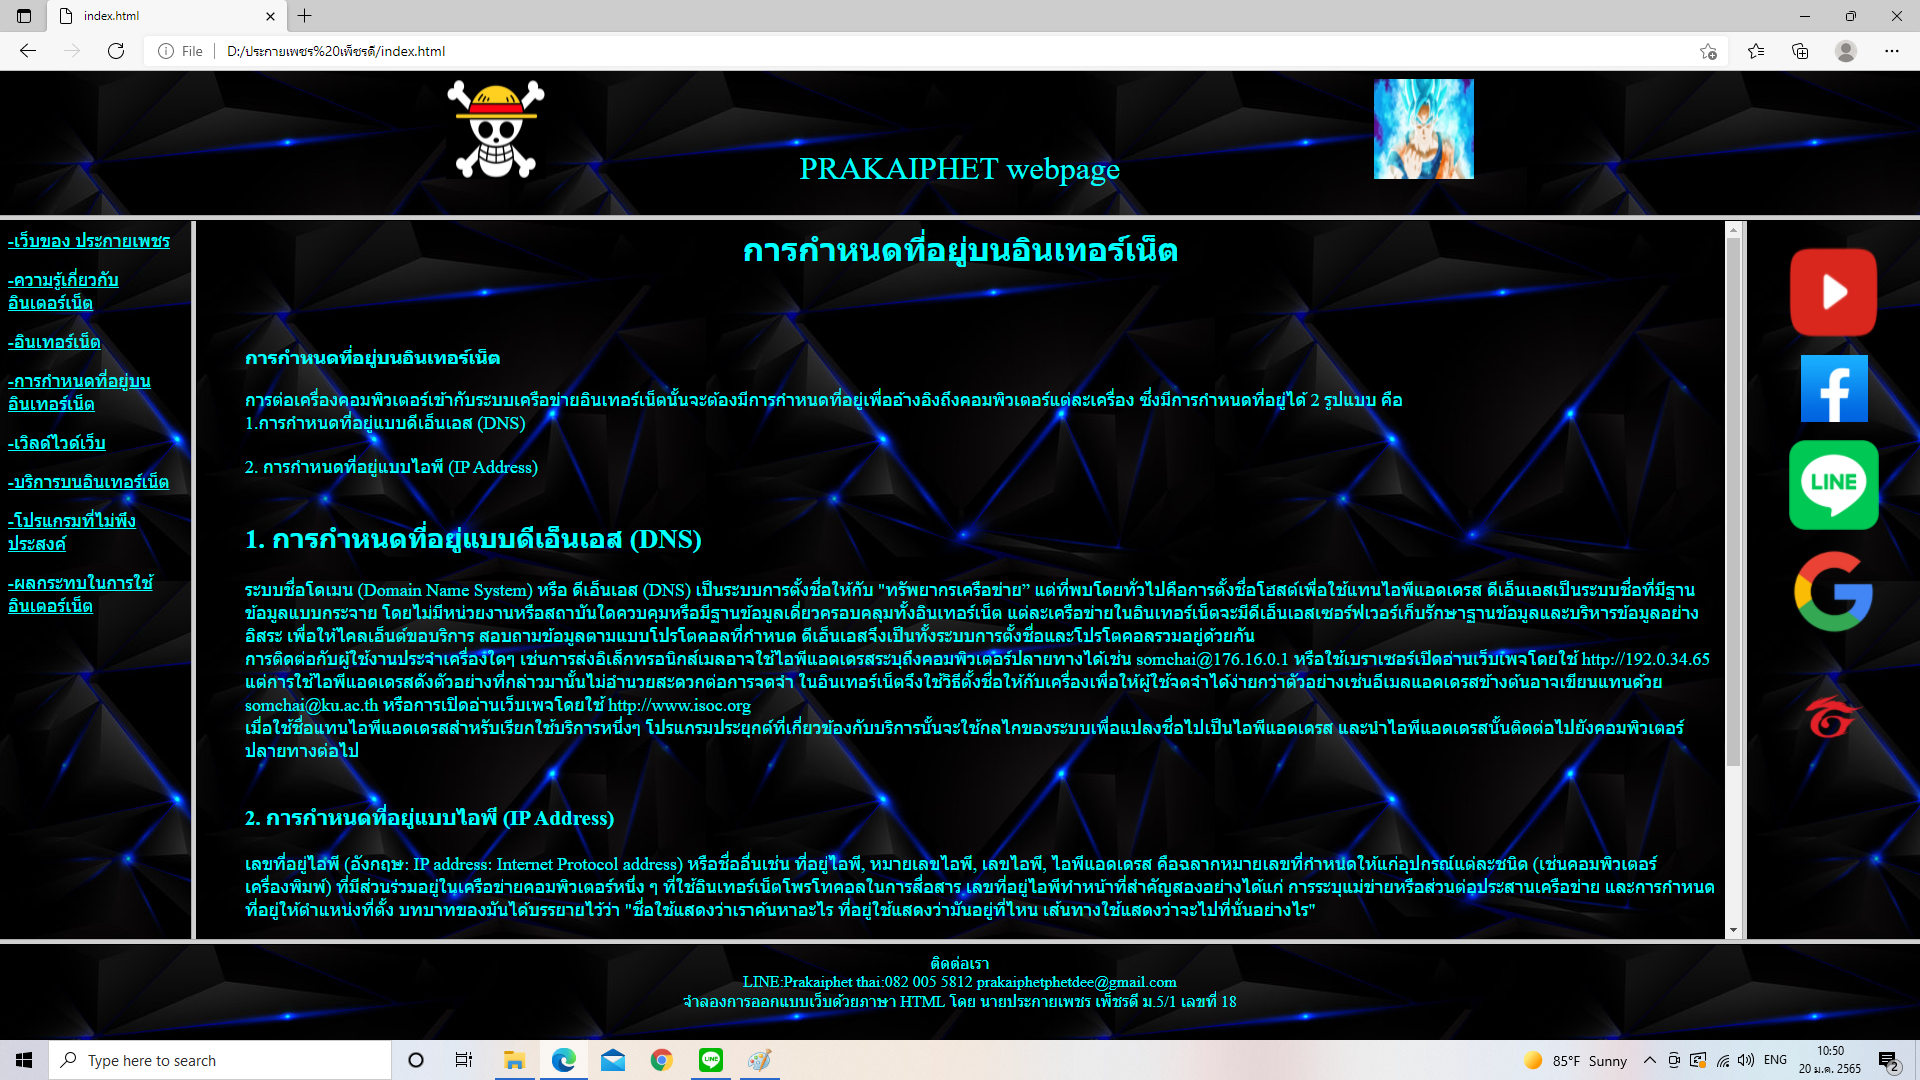 index.html
File
D:/ประกายเพชร%20เพ็ชรดี/index.html
PRAKAIPHET webpage
-เว็บของ ประกายเพชร
-ความรู้เกี่ยวกับ
อินเตอร์เน็ต
-อินเทอร์เน็ต
-การกำหนดที่อยู่บน
อินเทอร์เน็ต
-เวิลด์ไวด์เว็บ
-บริการบนอินเทอร์เน็ต
-โปรแกรมที่ไม่พึง
ประสงค์
-ผลกระทบในการใช้
อินเตอร์เน็ต
การกำหนดที่อยู่บนอินเทอร์เน็ต
การกำหนดที่อยู่บนอินเทอร์เน็ต
การต่อเครื่องคอมพิวเตอร์เข้ากับระบบเครือข่ายอินเทอร์เน็ตนั้นจะต้องมีการกำหนดที่อยู่เพื่ออ้างอิงถึงคอมพิวเตอร์แต่ละเครื่อง ซึ่งมีการกำหนดที่อยู่ได้ 2 รูปแบบ คือ
1.การกำหนดที่อยู่แบบดีเอ็นเอส (DNS)
2. การกำหนดที่อยู่แบบไอพี (IP Address)
1. การกำหนดที่อยู่แบบดีเอ็นเอส (DNS)
ระบบชื่อโดเมน (Domain Name System) หรือ ดีเอ็นเอส (DNS) เป็นระบบการตั้งชื่อให้กับ "ทรัพยากรเครือข่าย” แต่ที่พบโดยทั่วไปคือการตั้งชื่อโฮสต์เพื่อใช้แทนไอพีแอดเดรส ดีเอ็นเอสเป็นระบบชื่อที่มีฐาน
ข้อมูลแบบกระจาย โดยไม่มีหน่วยงานหรือสถาบันใดควบคุมหรือมีฐานข้อมูลเดี่ยวครอบคลุมทั้งอินเทอร์เน็ต แต่ละเครือข่ายในอินเทอร์เน็ตจะมีดีเอ็นเอสเซอร์ฟเวอร์เก็บรักษาฐานข้อมูลและบริหารข้อมูลอย่าง
อิสระ เพื่อให้ไคลเอ็นต์ขอบริการ สอบถามข้อมูลตามแบบโปรโตคอลที่กำหนด ดีเอ็นเอสจึงเป็นทั้งระบบการตั้งชื่อและโปรโตคอลรวมอยู่ด้วยกัน
การติดต่อกับผู้ใช้งานประจำเครื่องใดๆ เช่นการส่งอิเล็กทรอนิกส์เมลอาจใช้ไอพีแอดเดรสระบุถึงคอมพิวเตอร์ปลายทางได้เช่น somchai@176.16.0.1 หรือใช้เบราเซอร์เปิดอ่านเว็บเพจโดยใช้ http://192.0.34.65
แต่การใช้ไอพีแอดเดรสดังตัวอย่างที่กล่าวมานั้นไม่อำนวยสะดวกต่อการจดจำ ในอินเทอร์เน็ตจึงใช้วิธีตั้งชื่อให้กับเครื่องเพื่อให้ผู้ใช้จดจำได้ง่ายกว่าตัวอย่างเช่นอีเมลแอดเดรสข้างต้นอาจเขียนแทนด้วย
somchai@ku.ac.th หรือการเปิดอ่านเว็บเพจโดยใช้ http://www.isoc.org
เมื่อใช้ชื่อแทนไอพีแอดเดรสสำหรับเรียกใช้บริการหนึ่งๆ โปรแกรมประยุกต์ที่เกี่ยวข้องกับบริการนั้นจะใช้กลไกของระบบเพื่อแปลงชื่อไปเป็นไอพีแอดเดรส และนำไอพีแอดเดรสนั้นติดต่อไปยังคอมพิวเตอร์
ปลายทางต่อไป
2. การกำหนดที่อยู่แบบไอพี (IP Address)
เลขที่อยู่ไอพี (อังกฤษ: IP address: Internet Protocol address) หรือชื่ออื่นเช่น ที่อยู่ไอพี, หมายเลขไอพี, เลขไอพี, ไอพีแอดเดรส คือฉลากหมายเลขที่กำหนดให้แก่อุปกรณ์แต่ละชนิด (เช่นคอมพิวเตอร์
เครื่องพิมพ์) ที่มีส่วนร่วมอยู่ในเครือข่ายคอมพิวเตอร์หนึ่ง ๆ ที่ใช้อินเทอร์เน็ตโพรโทคอลในการสื่อสาร เลขที่อยู่ไอพีทำหน้าที่สำคัญสองอย่างได้แก่ การระบุแม่ข่ายหรือส่วนต่อประสานเครือข่าย และการกำหนด
ที่อยู่ให้ตำแหน่งที่ตั้ง บทบาทของมันได้บรรยายไว้ว่า "ชื่อใช้แสดงว่าเราค้นหาอะไร ที่อยู่ใช้แสดงว่ามันอยู่ที่ไหน เส้นทางใช้แสดงว่าจะไปที่นั่นอย่างไร"
LINE
ติดต่อเรา
LINE:Prakaiphet thai:082 005 5812 prakaiphetphetdee@gmail.com
จำลองการออกแบบเว็บด้วยภาษา HTML โดย นายประกายเพชร เพ็ชรดี ม.5/1 เลขที่ 18
Type here to search
LINE
85°F Sunny
ENG
10:50
20 ม.ค. 2565
2